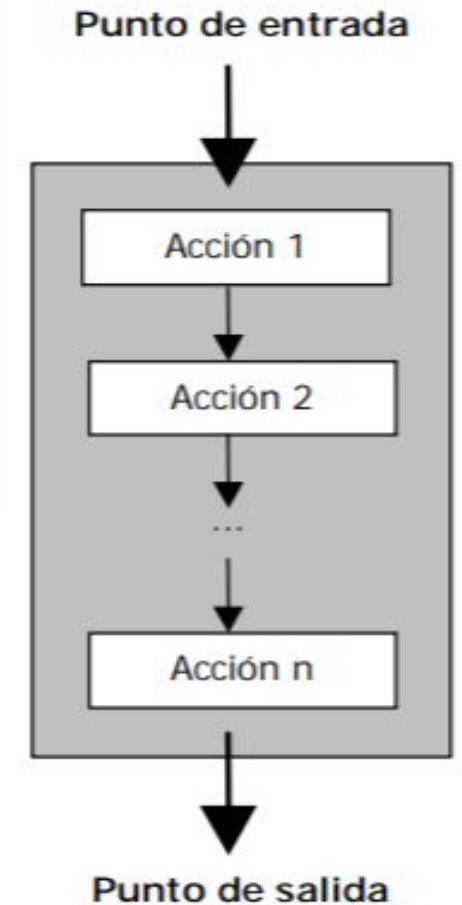 Punto de entrada
Acción 1
Acción 2
...
Acción n
Punto de salida